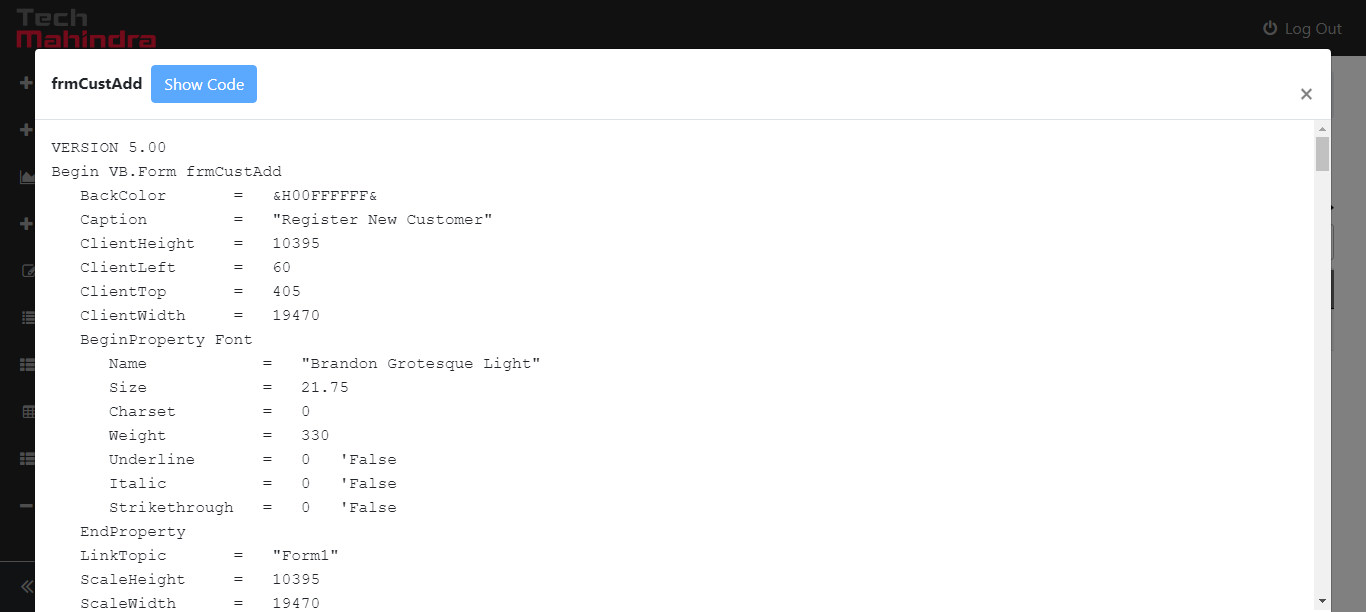 Tech
Mahindra
Log Out
frmCustAdd Show Code
×
VERSION 5.00
Begin VB.Form frmCustAdd
   BackColor       =   &H00FFFFFF&
   Caption         =   "Register New Customer"
   ClientHeight    =   10395
   ClientLeft      =   60
   ClientTop       =   405
   ClientWidth     =   19470
   BeginProperty Font
      Name            =   "Brandon Grotesque Light"
      Size            =   21.75
      Charset         =   0
      Weight          =   330
      Underline       =   0   'False
      Italic          =   0   'False
      Strikethrough   =   0   'False
   EndProperty
   LinkTopic       =   "Form1"
   ScaleHeight     =   10395
   ScaleWidth      =   19470